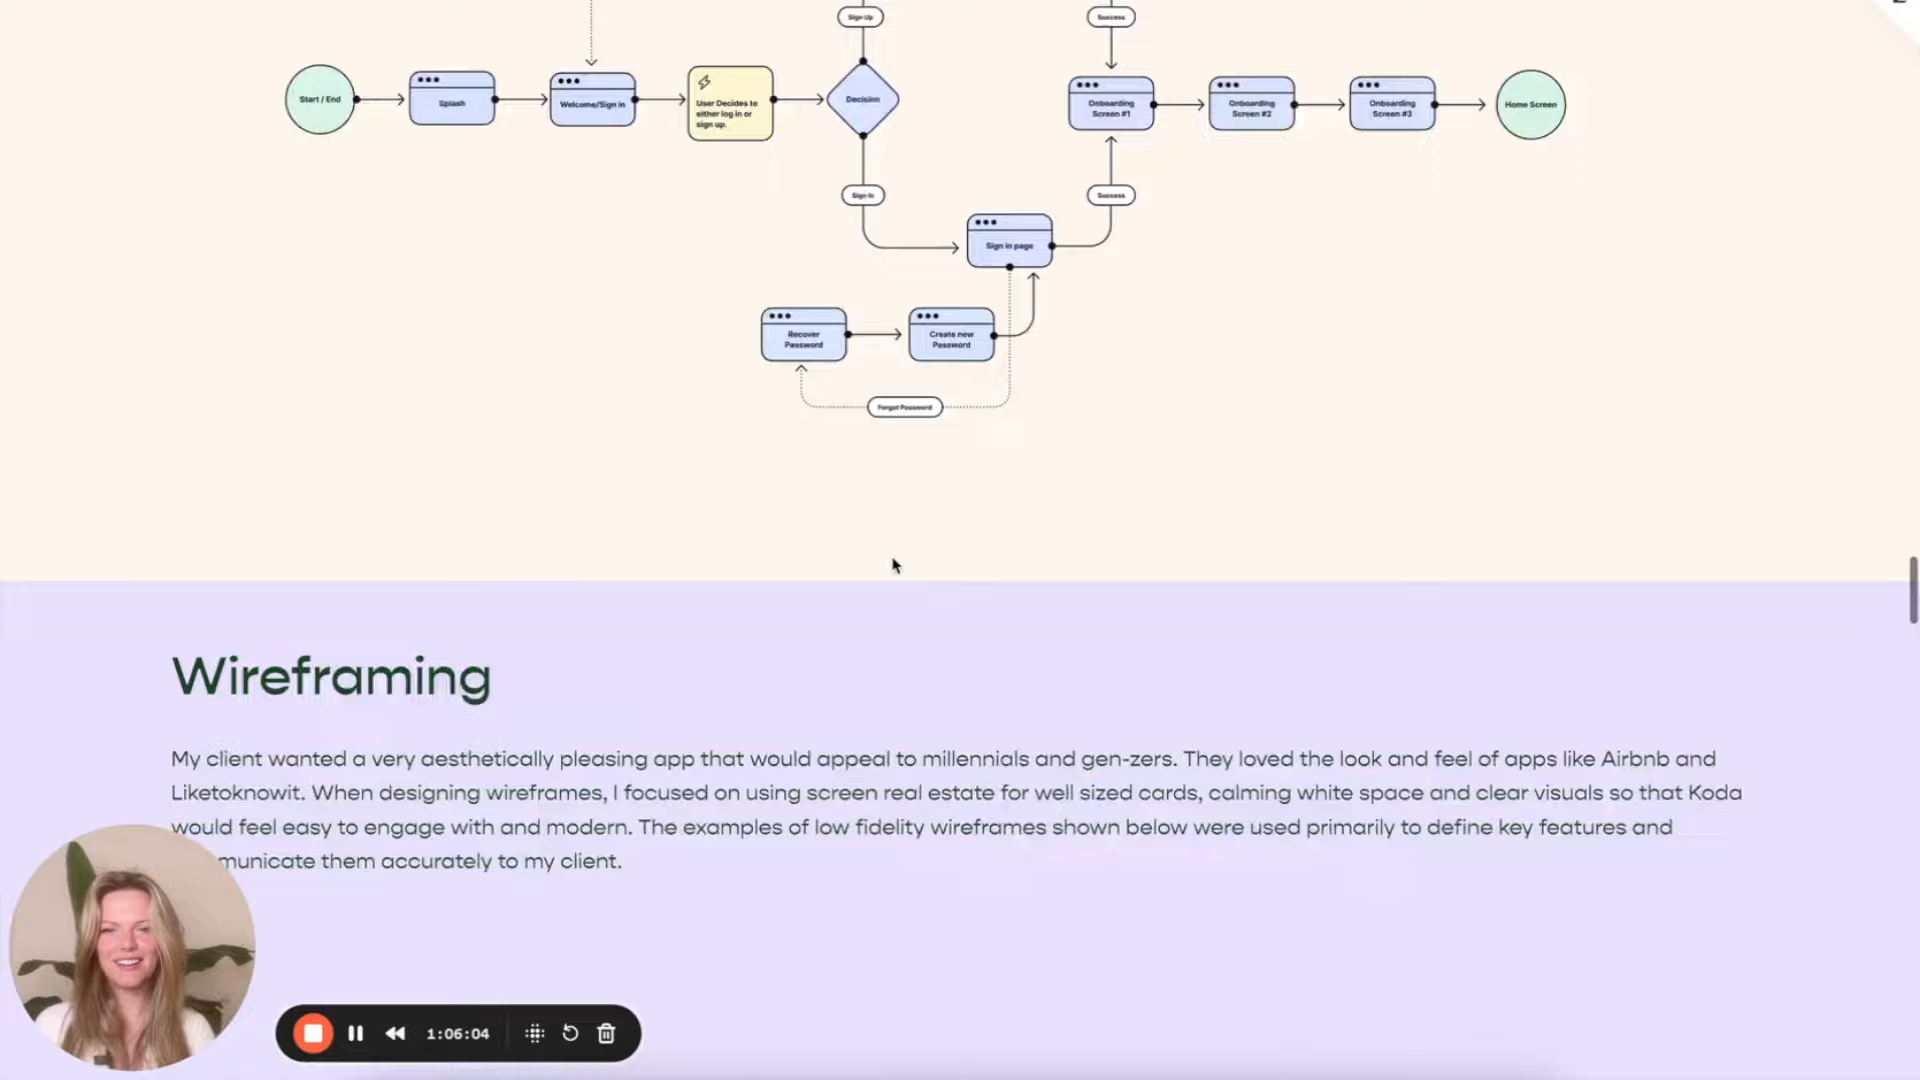 Sign Up
Success
Start / End
Splash
Welcome/Sign in
User Decides to
either log in or
sign up.
Decision
Onboarding
Screen #1
Onboarding
Screen #2
Onboarding
Screen #3
Home Screen
Sign In
Success
Sign in page
Recover
Password
Create new
Password
Forgot Password
Wireframing
My client wanted a very aesthetically pleasing app that would appeal to millennials and gen-zers. They loved the look and feel of apps like Airbnb and
Liketoknowit. When designing wireframes, I focused on using screen real estate for well sized cards, calming white space and clear visuals so that Koda
would feel easy to engage with and modern. The examples of low fidelity wireframes shown below were used primarily to define key features and
municate them accurately to my client.
1:06:04